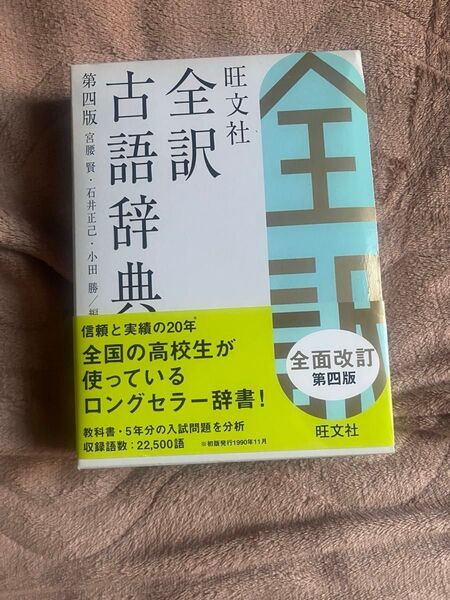 旺文社
全訳
古語辞典
第四版 宮腰 賢・石井正己・小田 勝/編
全訳
信頼と実績の20年
全国の高校生が
使っている
ロングセラー辞書!
教科書・5年分の入試問題を分析
収録語数:22,500語 ※初版発行1990年11月
全面改訂
第四版
旺文社